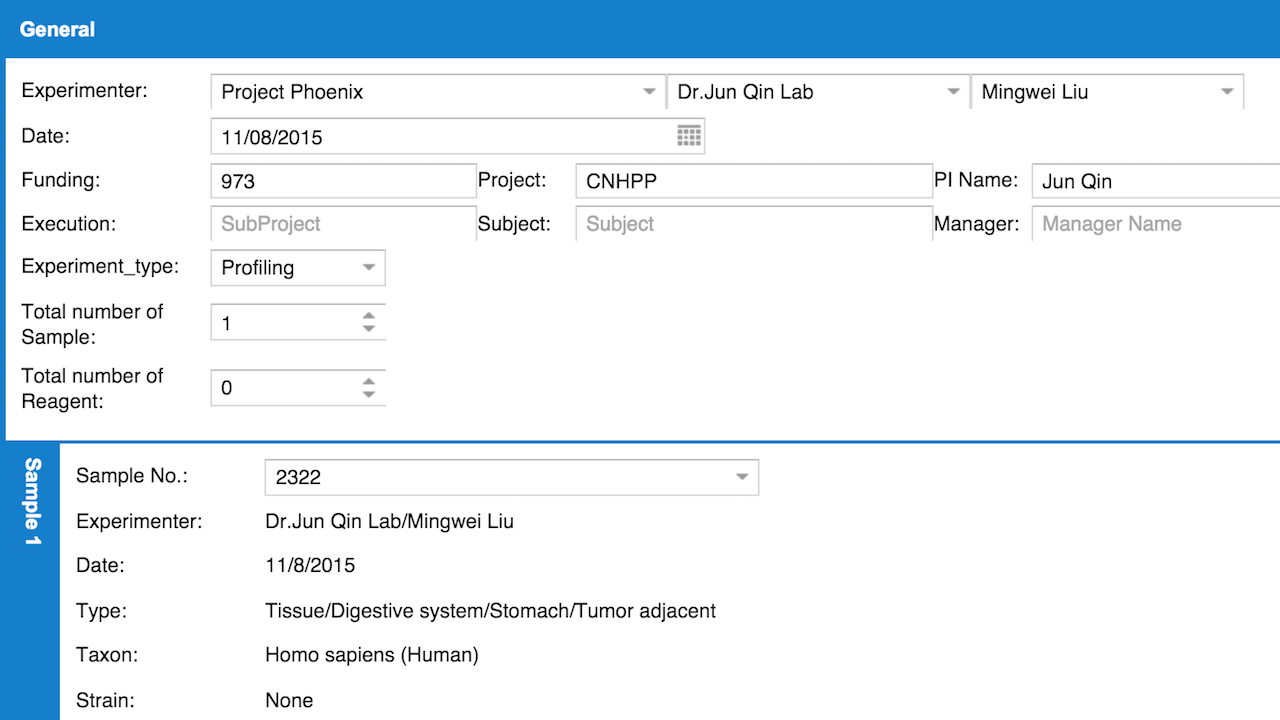 General
Experimenter: Project Phoenix Dr.Jun Qin Lab Mingwei Liu
Date: 11/08/2015
Funding: 973 Project: CNHPP PI Name: Jun Qin
Execution: SubProject Subject: Subject Manager: Manager Name
Experiment_type: Profiling
Total number of
Sample: 1
Total number of
Reagent: 0
Sample 1
Sample No.: 2322
Experimenter: Dr.Jun Qin Lab/Mingwei Liu
Date: 11/8/2015
Type: Tissue/Digestive system/Stomach/Tumor adjacent
Taxon: Homo sapiens (Human)
Strain: None